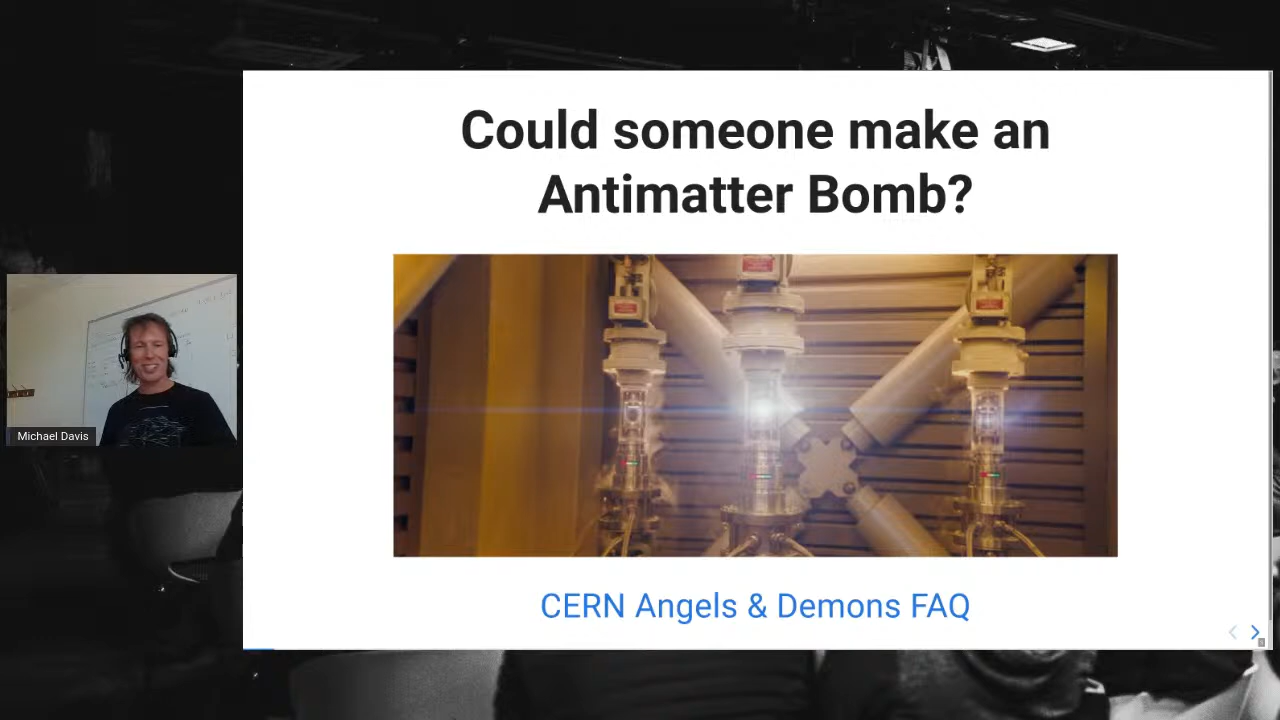 Could someone make an
Antimatter Bomb?
Michael Davis
CERN Angels & Demons FAQ